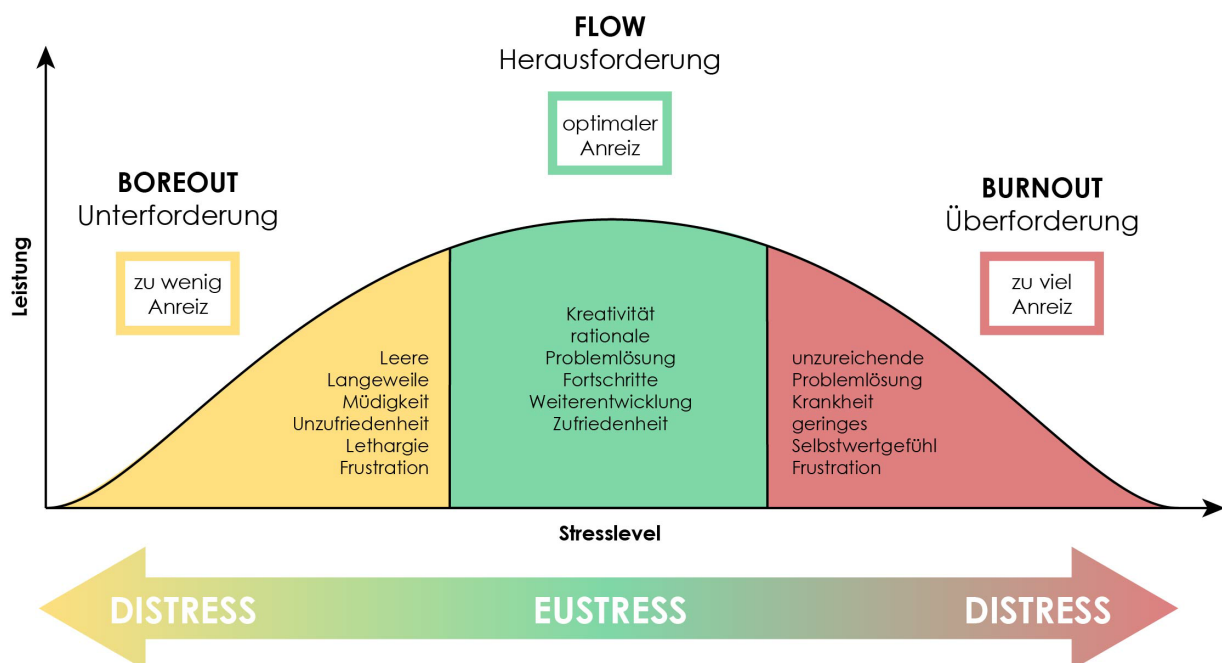 FLOW
Herausforderung
optimaler
Anreiz
BOREOUT
Unterforderung
zu wenig
Anreiz
BURNOUT
Überforderung
zu viel
Anreiz
Leistung
Leere
Langeweile
Müdigkeit
Unzufriedenheit
Lethargie
Frustration
Kreativität
rationale
Problemlösung
Fortschritte
Weiterentwicklung
Zufriedenheit
unzureichende
Problemlösung
Krankheit
geringes
Selbstwertgefühl
Frustration
Stresslevel
DISTRESS
EUSTRESS
DISTRESS